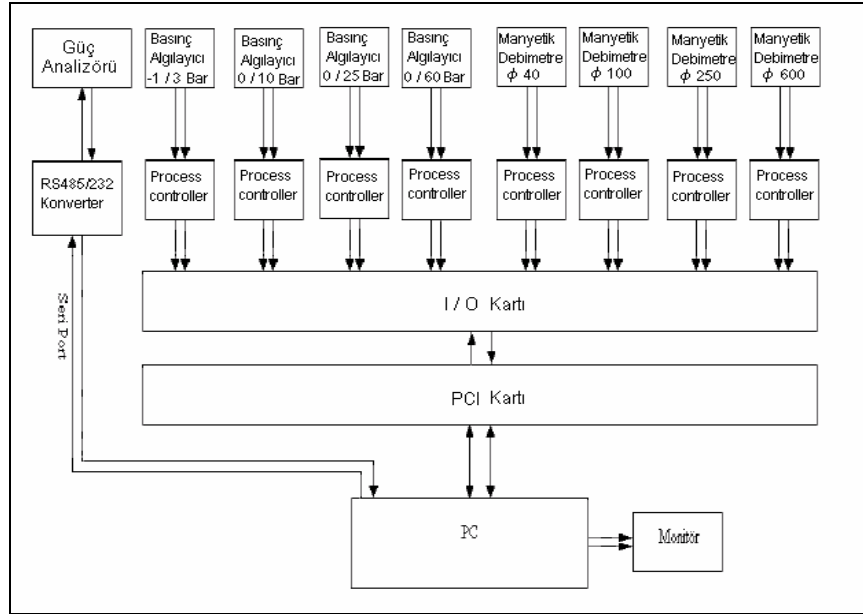 Güç
Analizörü
Basınç
Algılayıcı
-1 / 3 Bar
Basınç
Algılayıcı
0 / 10 Bar
Basınç
Algılayıcı
0 / 25 Bar
Basınç
Algılayıcı
0 / 60 Bar
Manyetik
Debimetre
ϕ 40
Manyetik
Debimetre
ϕ 100
Manyetik
Debimetre
ϕ 250
Manyetik
Debimetre
ϕ 600
RS485/232
Konverter
Process
controller
Process
controller
Process
controller
Process
controller
Process
controller
Process
controller
Process
controller
Process
controller
I / O Kartı
Seri Port
PCI Kartı
PC
Monitör